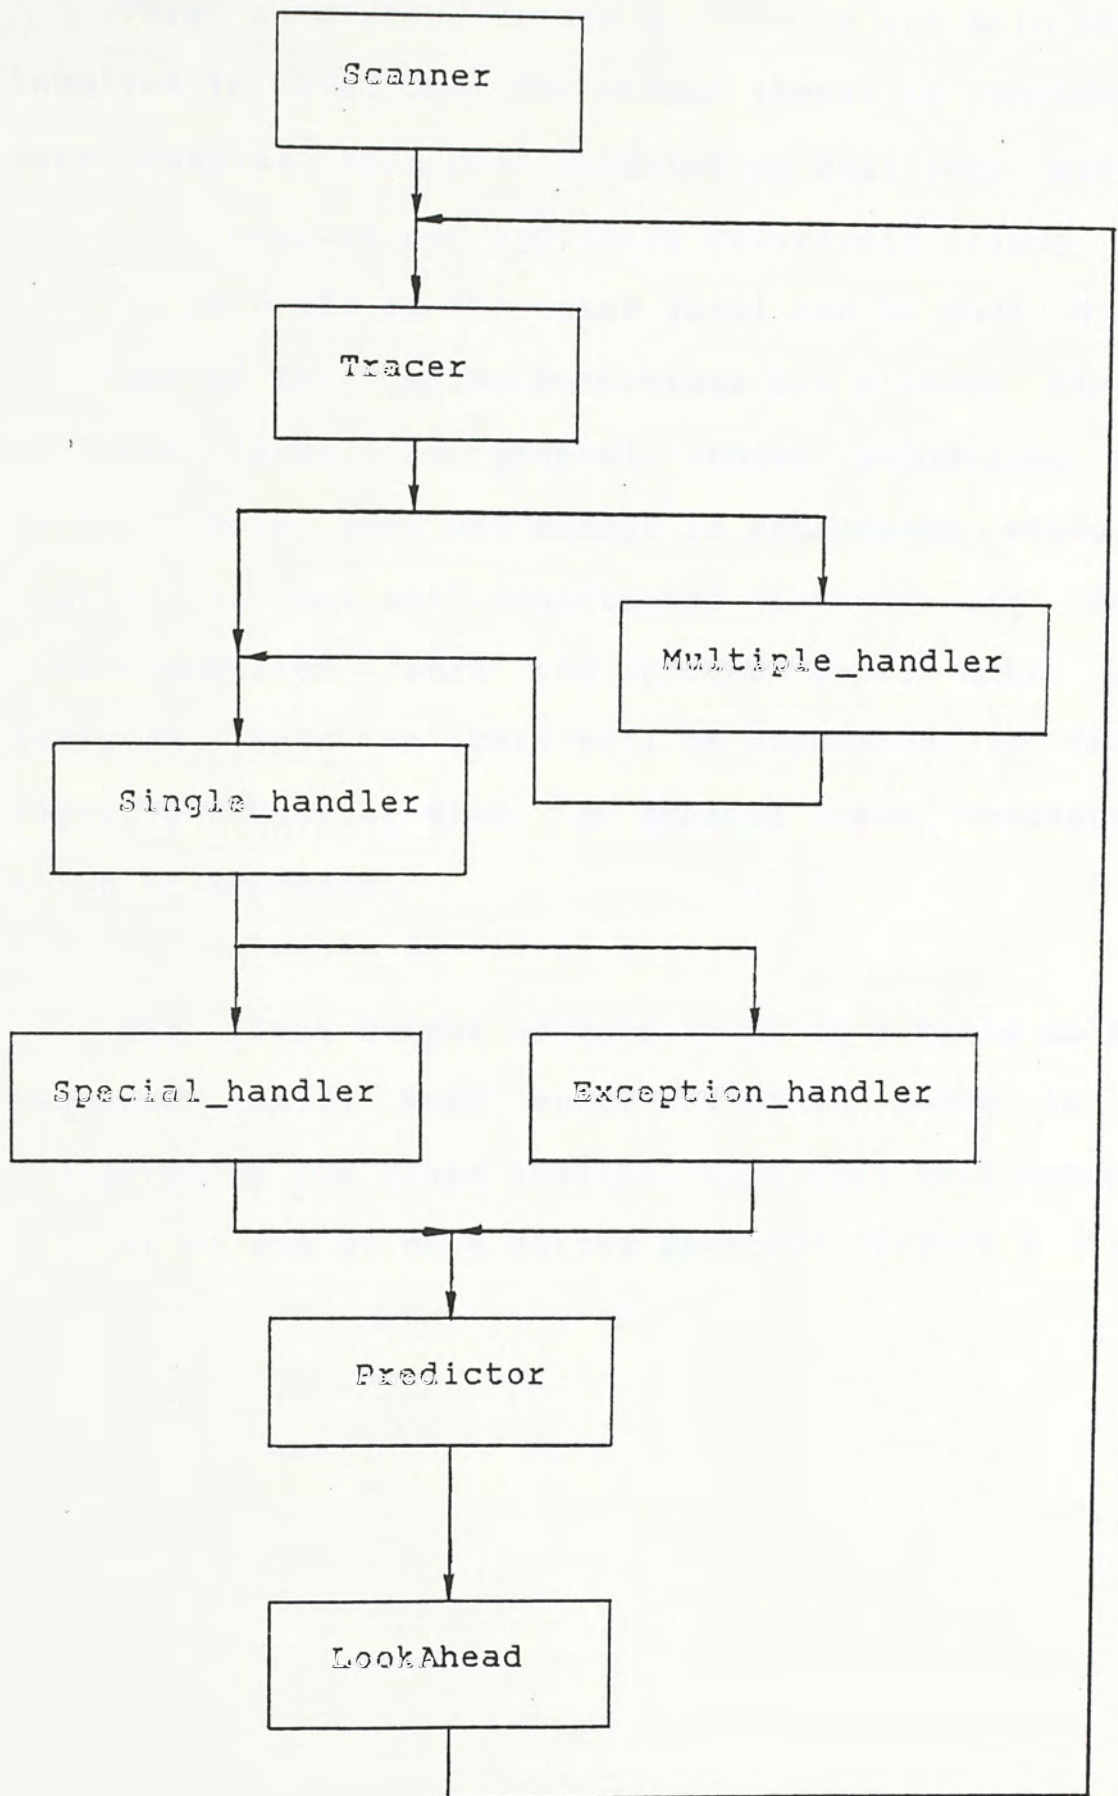 Scanner
Tracer
Multiple_handler
Single_handler
Special_handler
Exception_handler
Predictor
LookAhead